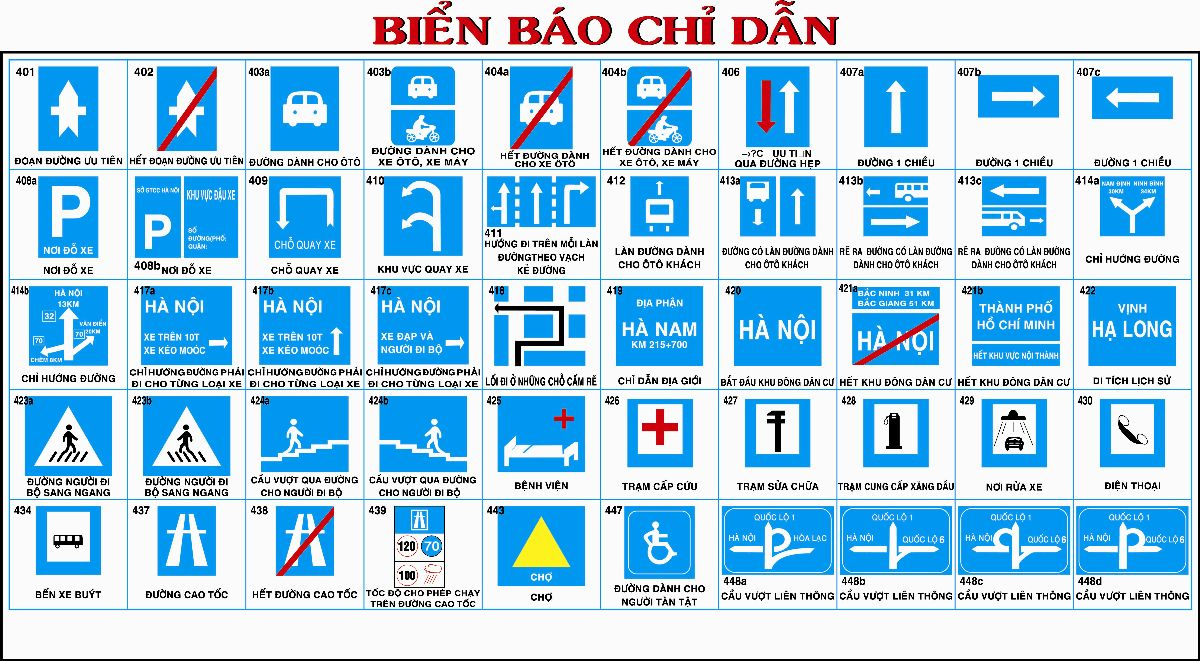 BIỂN BÁO CHỈ DẪN
401
ĐOẠN ĐƯỜNG ƯU TIÊN
402
HẾT ĐOẠN ĐƯỜNG ƯU TIÊN
403a
ĐƯỜNG DÀNH CHO ÔTÔ
403b
ĐƯỜNG DÀNH CHO
XE ÔTÔ, XE MÁY
404a
HẾT ĐƯỜNG DÀNH
CHO XE ÔTÔ
404b
HẾT ĐƯỜNG DÀNH CHO
XE ÔTÔ, XE MÁY
406
QUA ĐƯỜNG HẸP
407a
ĐƯỜNG 1 CHIỀU
407b
ĐƯỜNG 1 CHIỀU
407c
ĐƯỜNG 1 CHIỀU
408a
P
NƠI ĐỖ XE
NƠI ĐỖ XE
SỞ GTCC HÀ NỘI
KHU VỰC ĐẬU XE
P
ĐƯỜNG(PHỐ:
QUẬN:
408b NƠI ĐỖ XE
409
CHỖ QUAY XE
CHỖ QUAY XE
410
KHU VỰC QUAY XE
411
HƯỚNG ĐI TRÊN MỖI LÀN
ĐƯỜNGTHEO VẠCH
KẺ ĐƯỜNG
412
LÀN ĐƯỜNG DÀNH
CHO ÔTÔ KHÁCH
413a
ĐƯỜNG CÓ LÀN ĐƯỜNG DÀNH
CHO ÔTÔ KHÁCH
413b
RẼ RA ĐƯỜNG CÓ LÀN ĐƯỜNG
DÀNH CHO ÔTÔ KHÁCH
413c
RẼ RA ĐƯỜNG CÓ LÀN ĐƯỜNG
DÀNH CHO ÔTÔ KHÁCH
414a
NAM ĐỊNH NINH BÌNH
CHỈ HƯỚNG ĐƯỜNG
414b
HÀ NỘI
13KM
32
VĂN ĐIỂN
70
20KM
70
CHÈM 8KM
CHỈ HƯỚNG ĐƯỜNG
417a
HÀ NỘI
XE TRÊN 10T
XE KÉO MOÓC
CHỈ HƯỚNG ĐƯỜNG PHẢI
ĐI CHO TỪNG LOẠI XE
417b
HÀ NỘI
XE TRÊN 10T
XE KÉO MOÓC
CHỈ HƯỚNG ĐƯỜNG PHẢI
ĐI CHO TỪNG LOẠI XE
417c
HÀ NỘI
XE ĐẠP VÀ
NGƯỜI ĐI BỘ
CHỈ HƯỚNG ĐƯỜNG PHẢI
ĐI CHO TỪNG LOẠI XE
418
LỐI ĐI Ở NHỮNG CHỖ CẤM RẼ
419
ĐỊA PHẬN
HÀ NAM
KM 215+700
CHỈ DẪN ĐỊA GIỚI
420
HÀ NỘI
BẮT ĐẦU KHU ĐÔNG DÂN CƯ
421a
BẮC NINH 31 KM
BẮC GIANG 51 KM
HÀ NỘI
HẾT KHU ĐÔNG DÂN CƯ
421b
THÀNH PHỐ
HỒ CHÍ MINH
HẾT KHU VỰC NỘI THÀNH
HẾT KHU ĐÔNG DÂN CƯ
422
VỊNH
HẠ LONG
DI TÍCH LỊCH SỬ
423a
ĐƯỜNG NGƯỜI ĐI
BỘ SANG NGANG
423b
ĐƯỜNG NGƯỜI ĐI
BỘ SANG NGANG
424a
CẦU VƯỢT QUA ĐƯỜNG
CHO NGƯỜI ĐI BỘ
424b
CẦU VƯỢT QUA ĐƯỜNG
CHO NGƯỜI ĐI BỘ
425
BỆNH VIỆN
426
TRẠM CẤP CỨU
427
TRẠM SỬA CHỮA
428
TRẠM CUNG CẤP XĂNG DẦU
429
NƠI RỬA XE
430
ĐIỆN THOẠI
434
BẾN XE BUÝT
437
ĐƯỜNG CAO TỐC
438
HẾT ĐƯỜNG CAO TỐC
439
120 70
100
TỐC ĐỘ CHO PHÉP CHẠY
TRÊN ĐƯỜNG CAO TỐC
443
CHỢ
CHỢ
447
ĐƯỜNG DÀNH CHO
NGƯỜI TÀN TẬT
QUỐC LỘ 1
HÀ NỘI
HÒA LẠC
448a
CẦU VƯỢT LIÊN THÔNG
QUỐC LỘ 1
HÀ NỘI
QUỐC LỘ 6
448b
CẦU VƯỢT LIÊN THÔNG
QUỐC LỘ 1
HÀ NỘI
QUỐC LỘ 6
448c
CẦU VƯỢT LIÊN THÔNG
QUỐC LỘ 1
HÀ NỘI
QUỐC LỘ 6
448d
CẦU VƯỢT LIÊN THÔNG